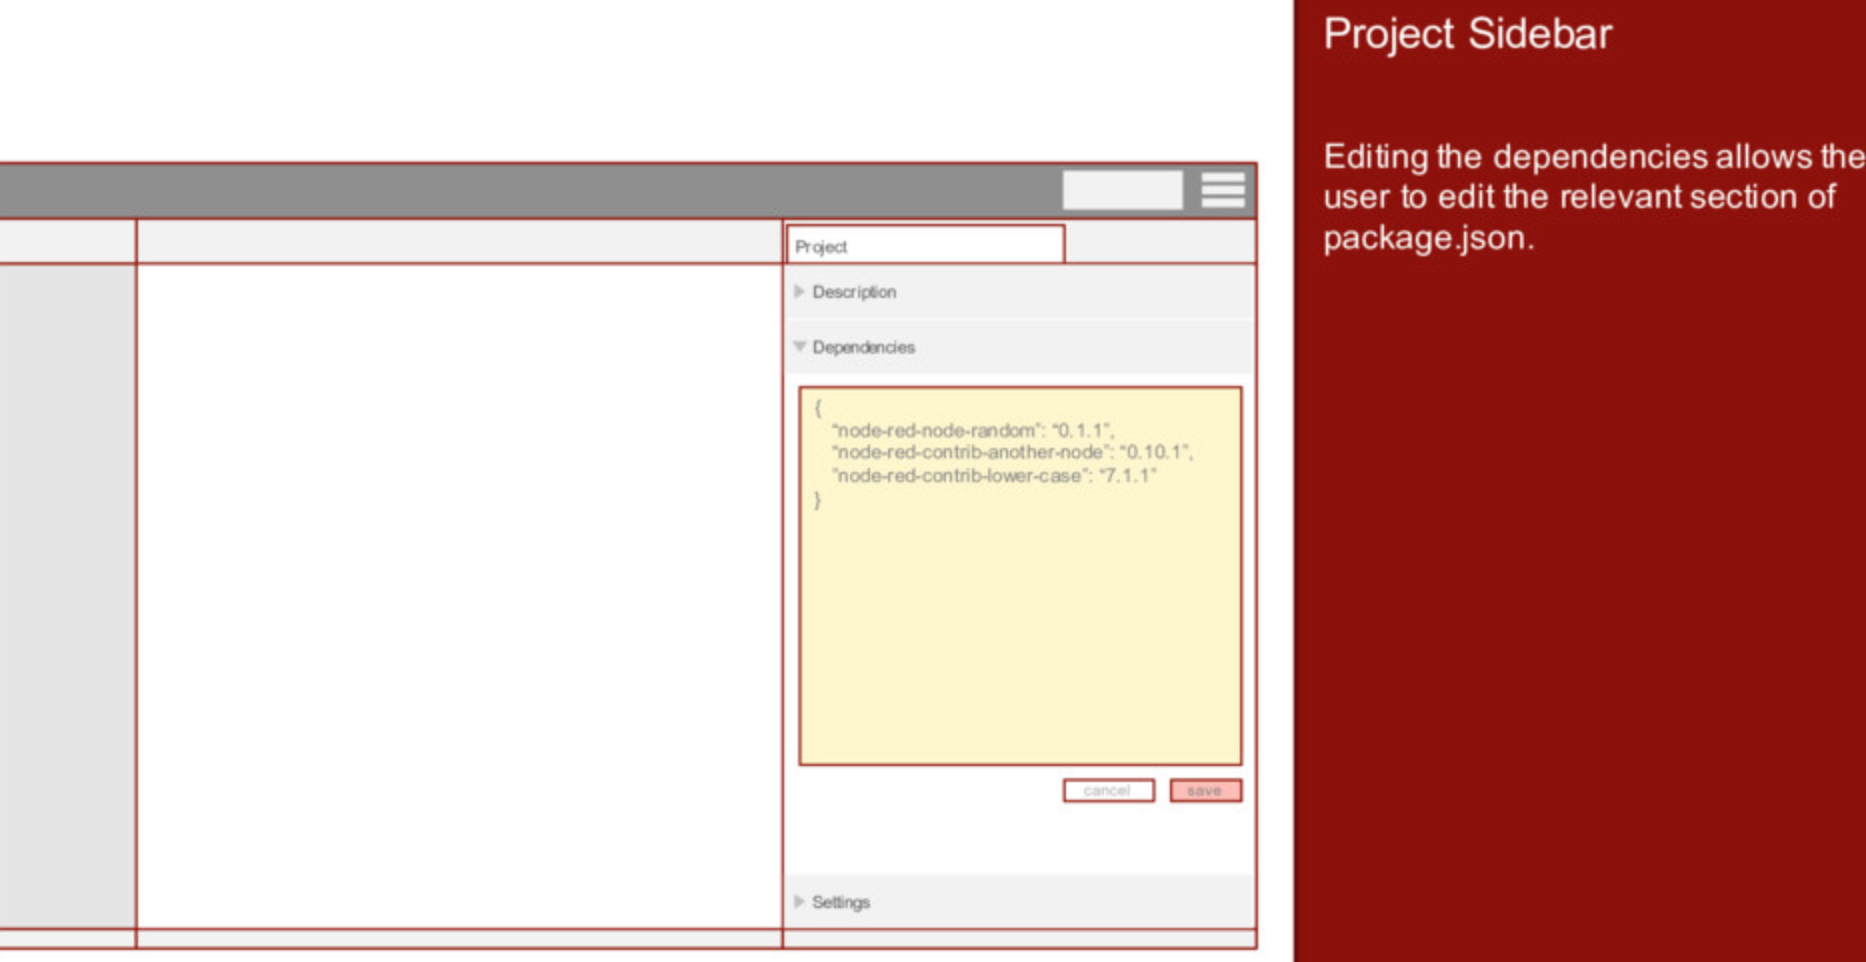 Project Sidebar
Editing the dependencies allows the
user to edit the relevant section of
package.json.
Project
Description
Dependencies
{
“node-red-node-random”: “0.1.1”,
“node-red-contrib-another-node”: “0.10.1”,
”node-red-contrib-lower-case”: “7.1.1”
}
cancel
save
Settings